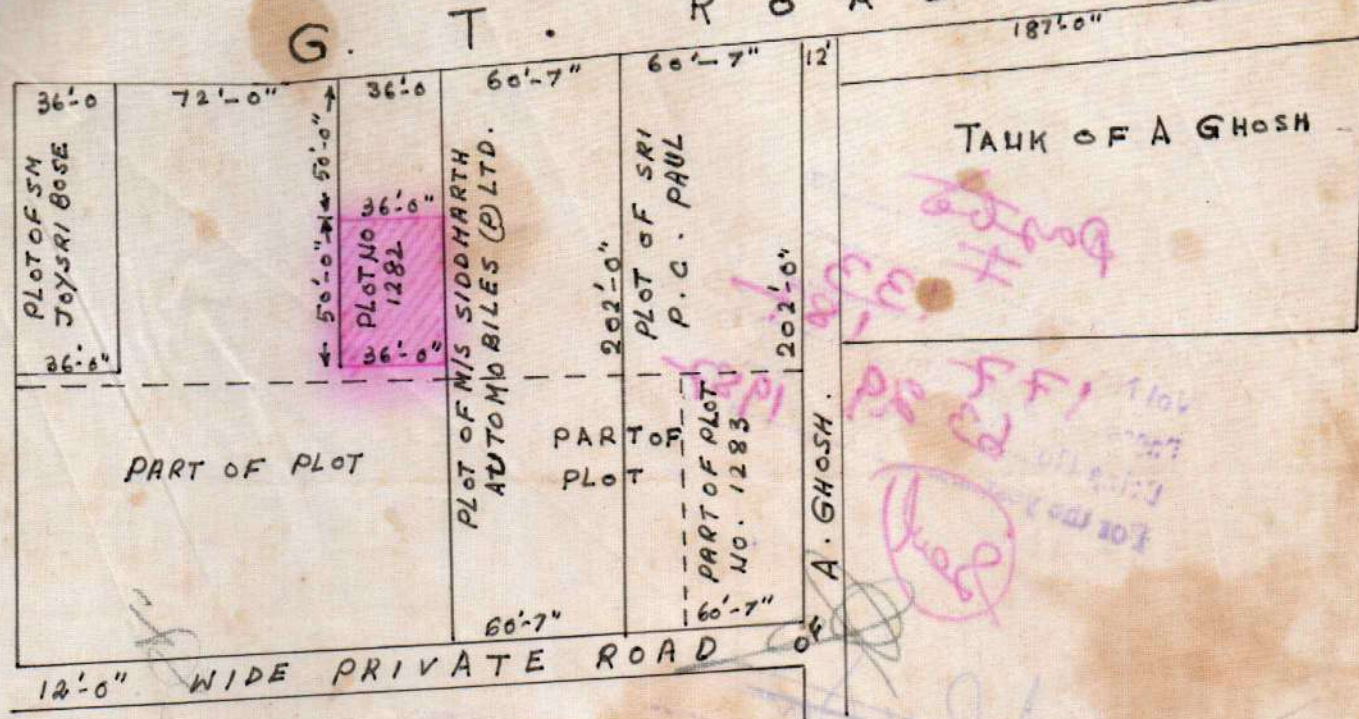 G. T. ROA
187'-0"
36'-0
72'-0"
36'-0
60'-7"
60'-7"
12'
PLOT OF SM
JOYSRI BOSE
36'-0"
50'-0"
50'-0"
36'-0"
PLOT NO
1282
36'-0"
PLOT OF M/S SIDDHARTH
AUTOMOBILES (P) LTD.
202'-0"
PLOT OF SRI
P.C. PAUL
202'-0"
TAUK OF A GHOSH
PART OF PLOT
PART OF
PLOT
PART OF PLOT
NO. 1283
60'-7"
60'-7"
OF
A. GHOSH.
12'-0" WIDE PRIVATE ROAD